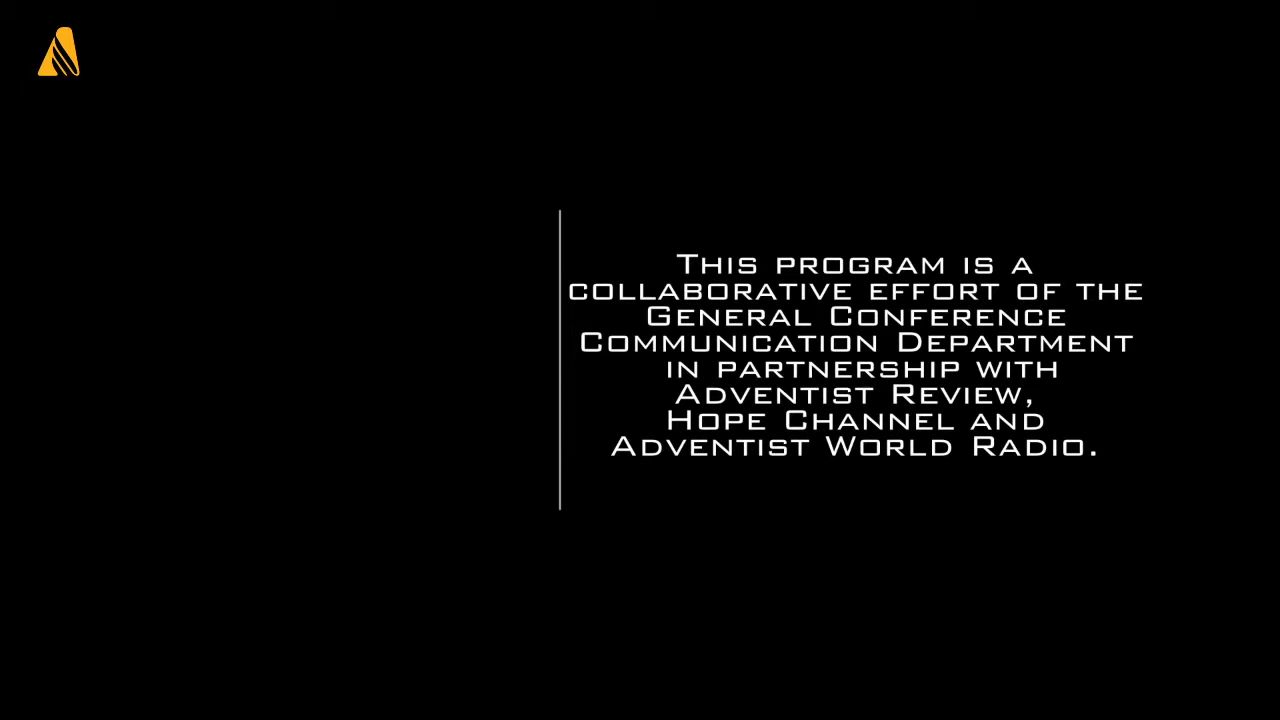 This program is a
collaborative effort of the
General Conference
Communication Department
in partnership with
Adventist Review,
Hope Channel and
Adventist World Radio.